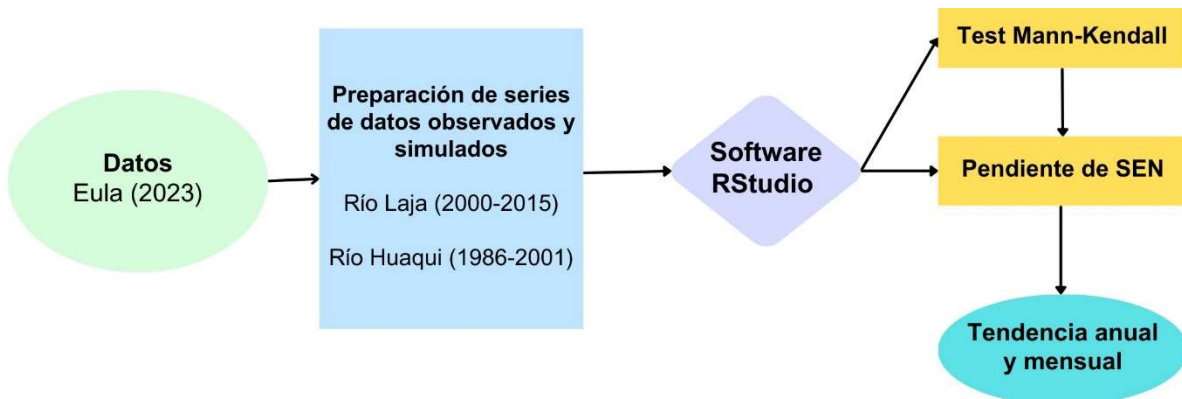 Datos
Eula (2023)
Preparación de series
de datos observados y
simulados
Río Laja (2000-2015)
Río Huaqui (1986-2001)
Software
RStudio
Test Mann-Kendall
Pendiente de SEN
Tendencia anual
y mensual